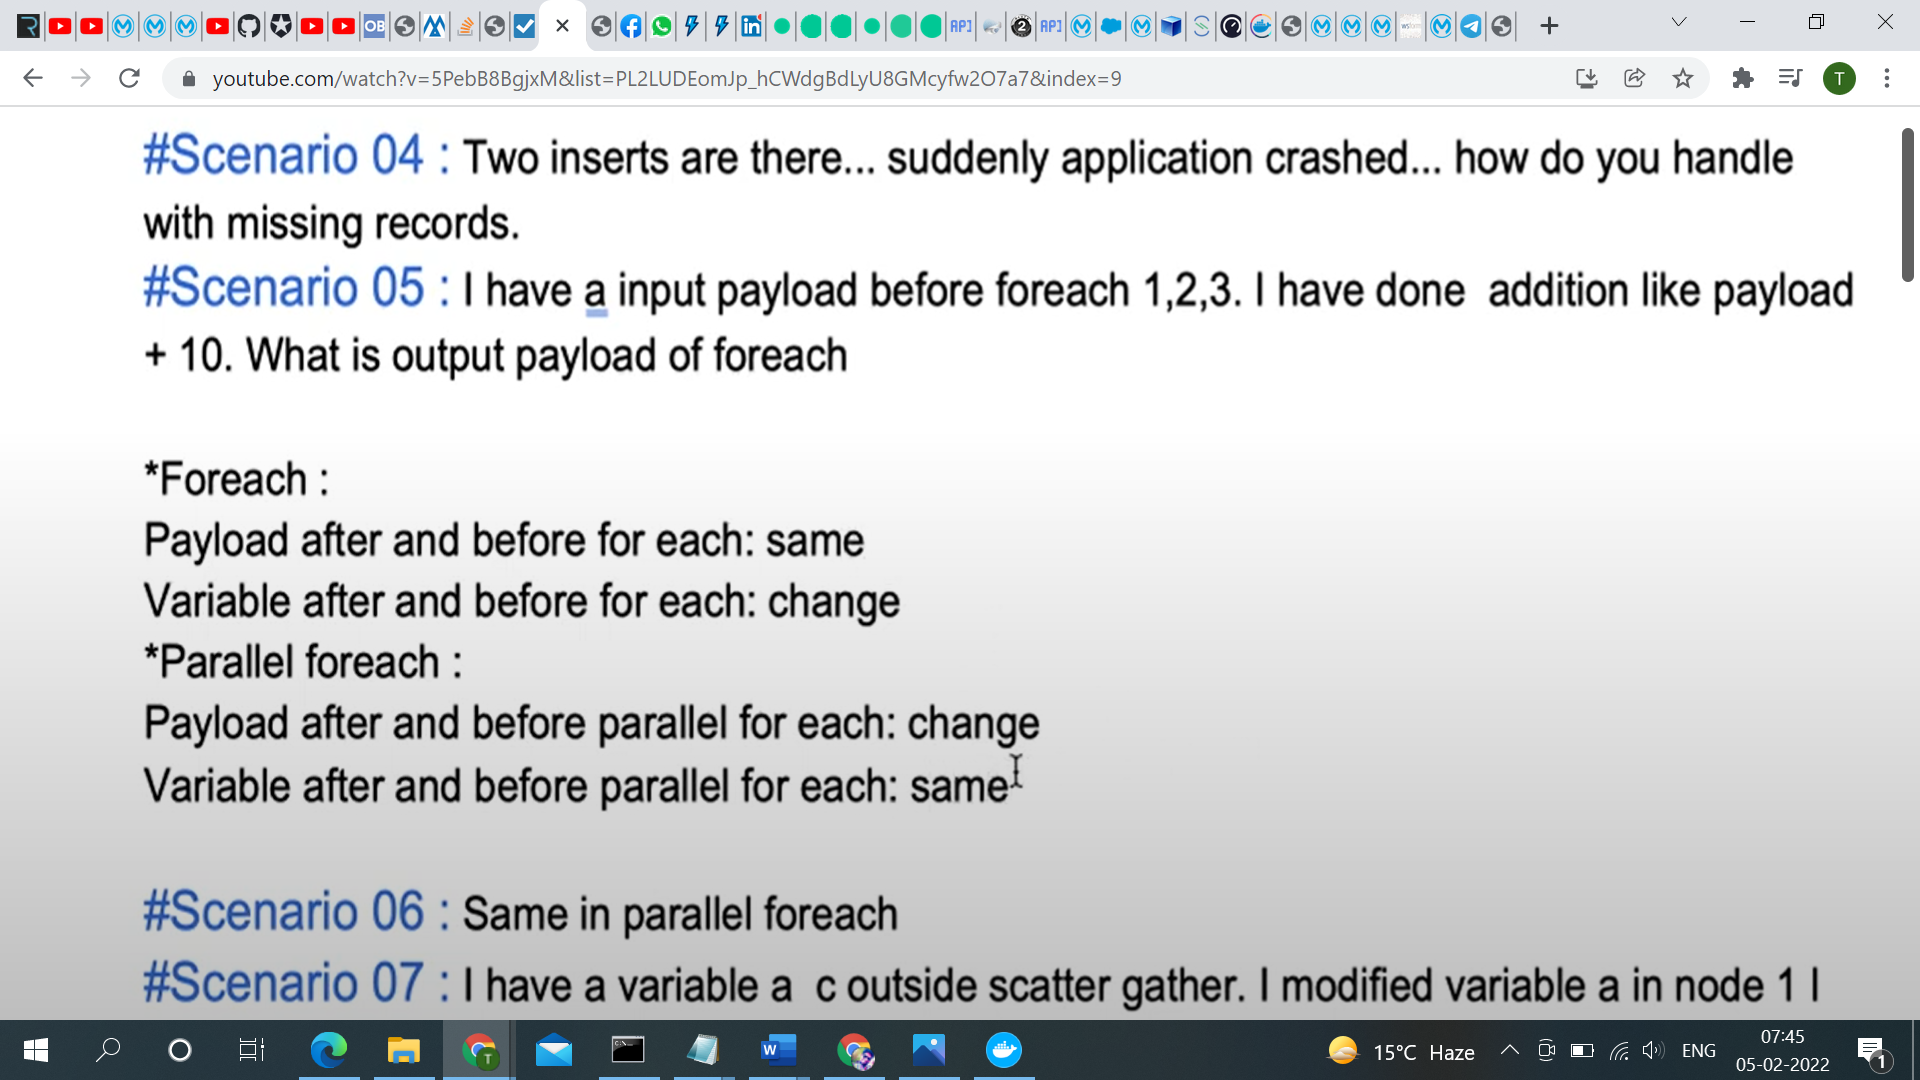 youtube.com/watch?v=5PebB8BgjxM&list=PL2LUDEomJp_hCWdgBdLyU8GMcyfw2O7a7&index=9
T
#Scenario 04 : Two inserts are there... suddenly application crashed... how do you handle
with missing records.
#Scenario 05 : I have a input payload before foreach 1,2,3. I have done addition like payload
+ 10. What is output payload of foreach
*Foreach :
Payload after and before for each: same
Variable after and before for each: change
*Parallel foreach :
Payload after and before parallel for each: change
Variable after and before parallel for each: same
#Scenario 06 : Same in parallel foreach
#Scenario 07 : I have a variable a c outside scatter gather. I modified variable a in node 1 I
15°C Haze
ENG
07:45
05-02-2022
1